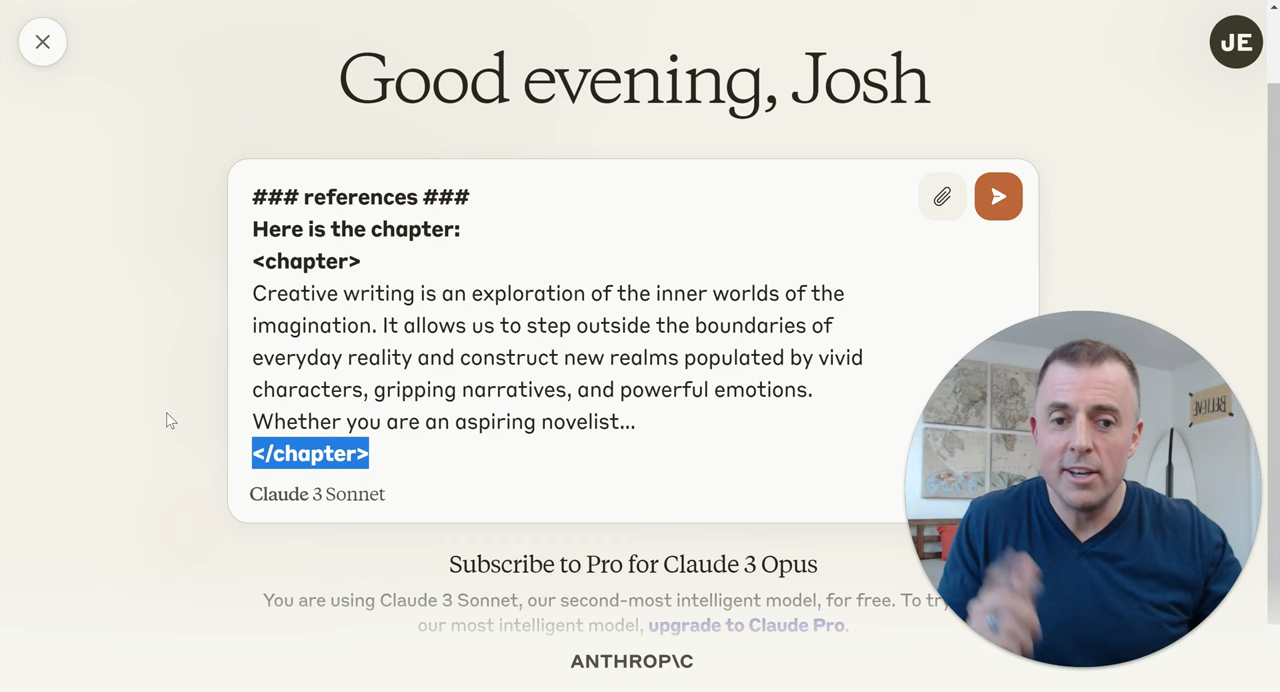 JE
Good evening, Josh
### references ###
Here is the chapter:
<chapter>
Creative writing is an exploration of the inner worlds of the
imagination. It allows us to step outside the boundaries of
everyday reality and construct new realms populated by vivid
characters, gripping narratives, and powerful emotions.
Whether you are an aspiring novelist...
</chapter>
Claude 3 Sonnet
BELIEVE
Subscribe to Pro for Claude 3 Opus
You are using Claude 3 Sonnet, our second-most intelligent model, for free. To try
our most intelligent model, upgrade to Claude Pro.
ANTHROP\C